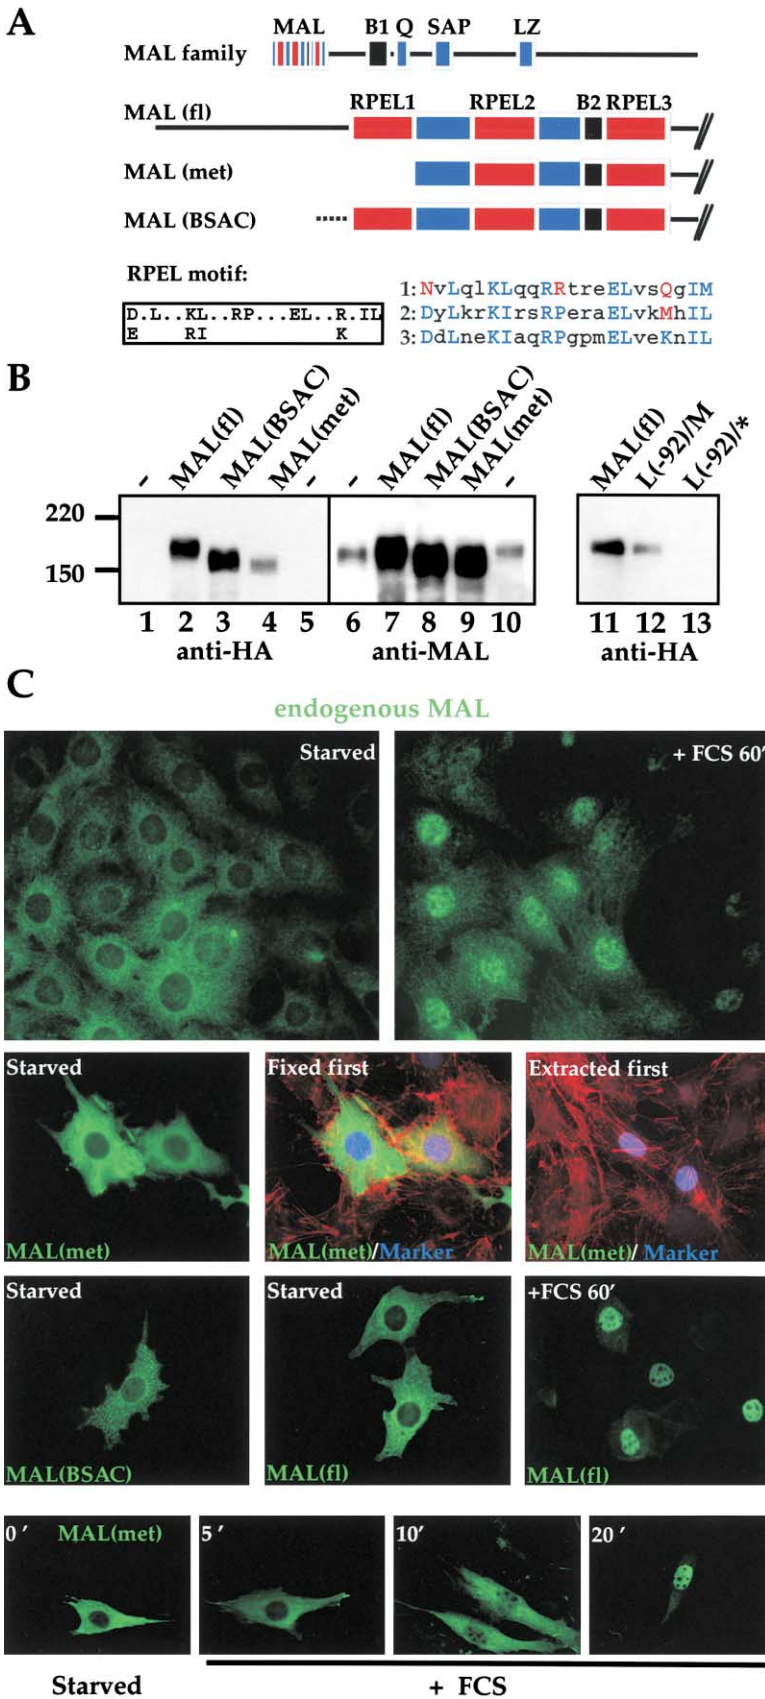 A
MAL B1 Q SAP LZ
MAL family
RPEL1 RPEL2 B2 RPEL3
MAL (fl)
MAL (met)
MAL (BSAC)
RPEL motif:
D.L..KL..RP...EL..R.IL
E RI K
1:NvLqlKLqqRRtreELvsQgIM
2:DyLkrKIrsRPeraELvkMhIL
3:DdLneKIaqRPgpmELveKnIL
B
- MAL(fl) MAL(BSAC) MAL(met) - - MAL(fl) MAL(BSAC) MAL(met) - MAL(fl) L(-92)/M L(-92)/*
220
150
1 2 3 4 5 6 7 8 9 10 11 12 13
anti-HA anti-MAL anti-HA
C
endogenous MAL
Starved + FCS 60'
Starved Fixed first Extracted first
MAL(met) MAL(met)/Marker MAL(met)/ Marker
Starved Starved +FCS 60'
MAL(BSAC) MAL(fl) MAL(fl)
0 ' MAL(met) 5 ' 10' 20 '
Starved + FCS